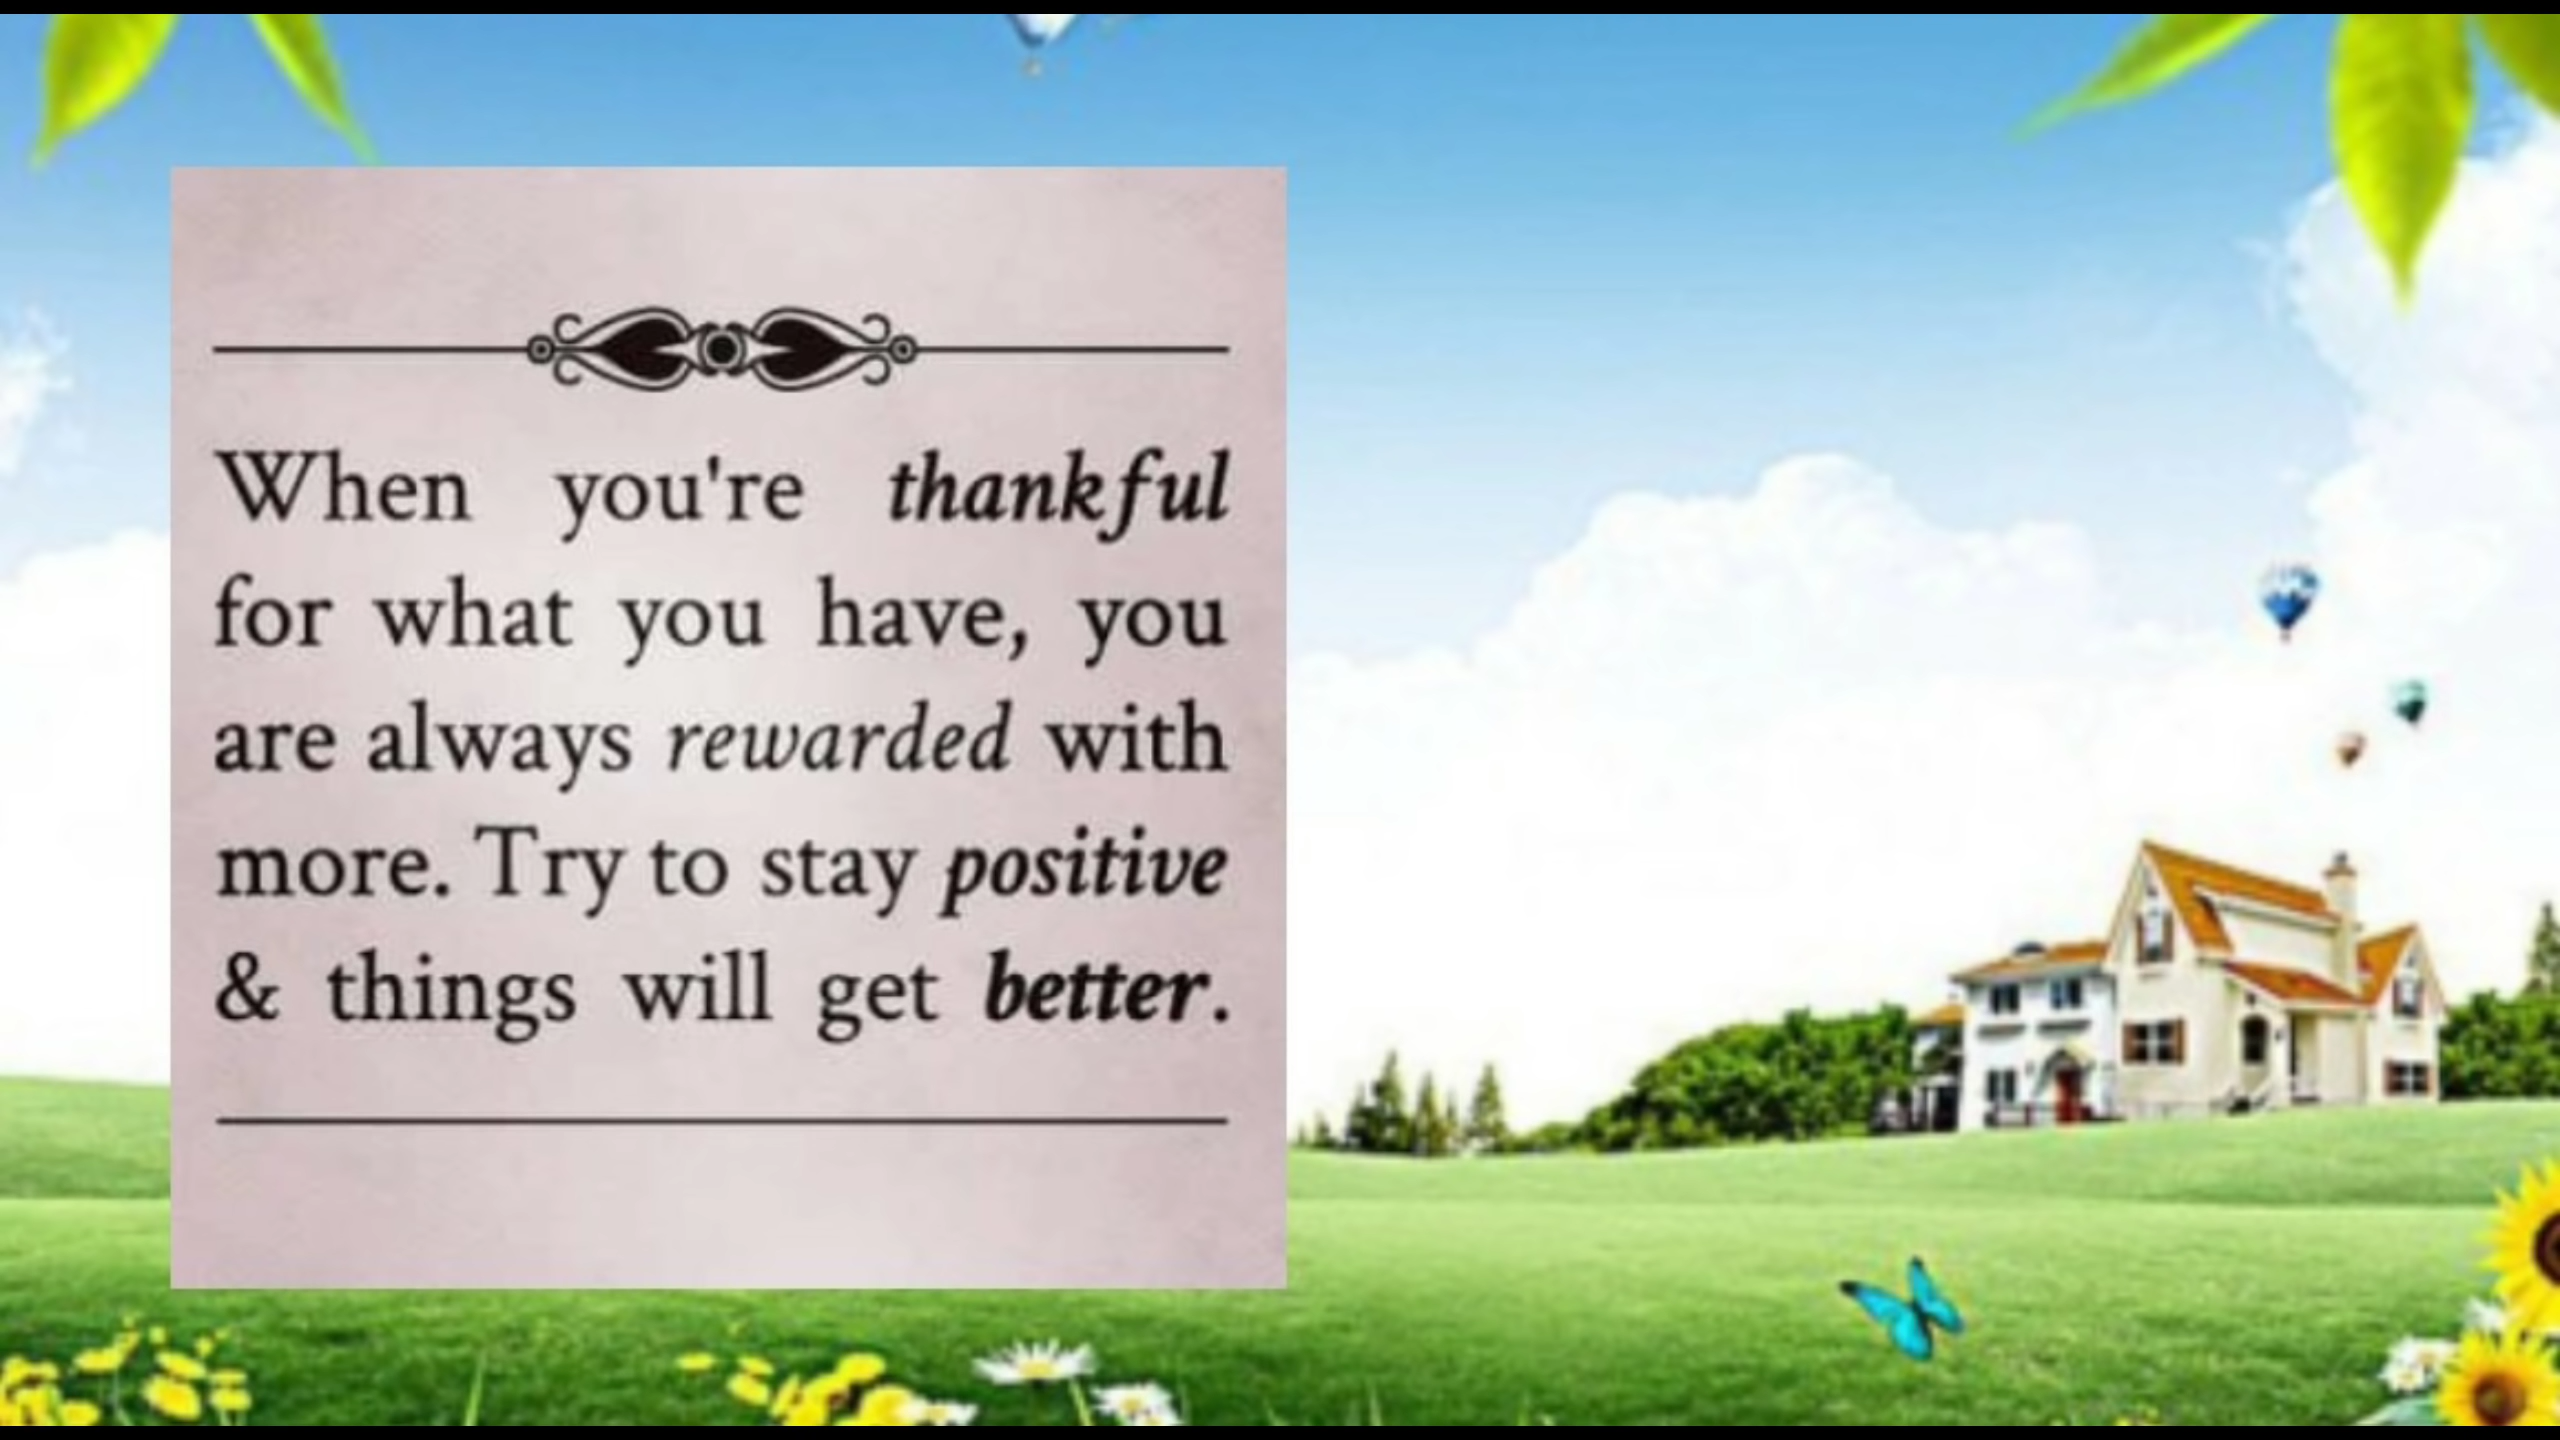 When you're thankful
for what you have, you
are always rewarded with
more. Try to stay positive
& things will get better.